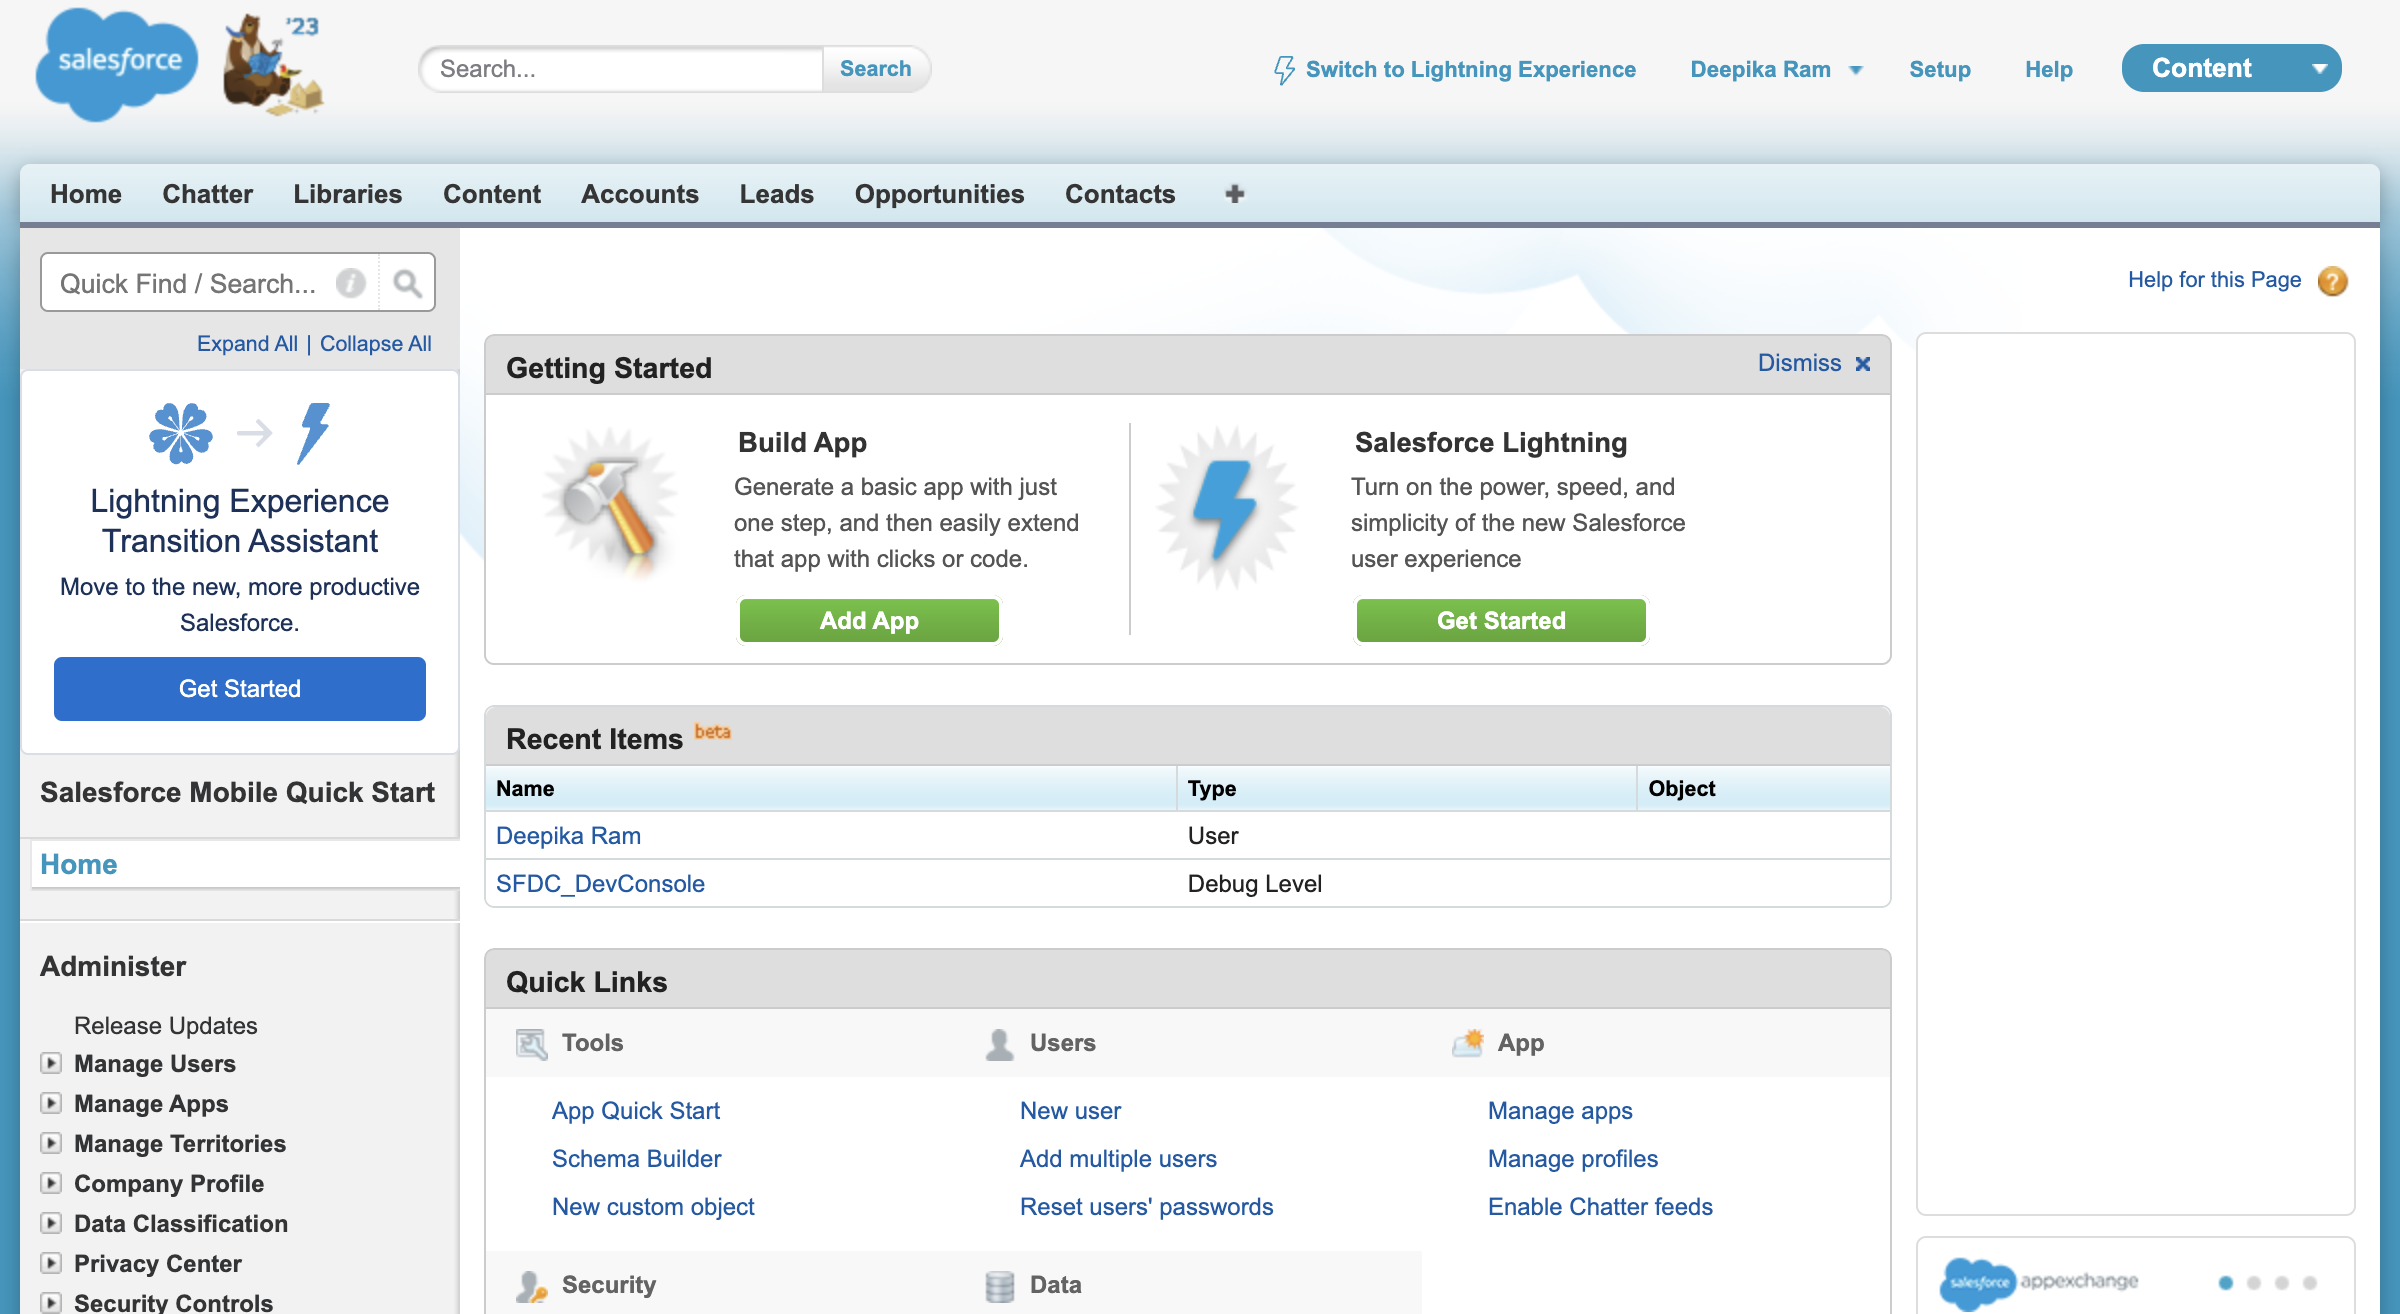 salesforce
'23
Search...
Search
Switch to Lightning Experience
Deepika Ram
Setup
Help
Content
Home
Chatter
Libraries
Content
Accounts
Leads
Opportunities
Contacts
Quick Find / Search...
Expand All | Collapse All
Lightning Experience
Transition Assistant
Move to the new, more productive
Salesforce.
Get Started
Salesforce Mobile Quick Start
Home
Administer
Release Updates
Manage Users
Manage Apps
Manage Territories
Company Profile
Data Classification
Privacy Center
Security Controls
Help for this Page
Getting Started
Dismiss
Build App
Generate a basic app with just
one step, and then easily extend
that app with clicks or code.
Add App
Salesforce Lightning
Turn on the power, speed, and
simplicity of the new Salesforce
user experience
Get Started
Recent Items beta
Name Type Object
Deepika Ram User
SFDC_DevConsole Debug Level
Quick Links
Tools
App Quick Start
Schema Builder
New custom object
Users
New user
Add multiple users
Reset users' passwords
App
Manage apps
Manage profiles
Enable Chatter feeds
Security
Data
salesforce appexchange